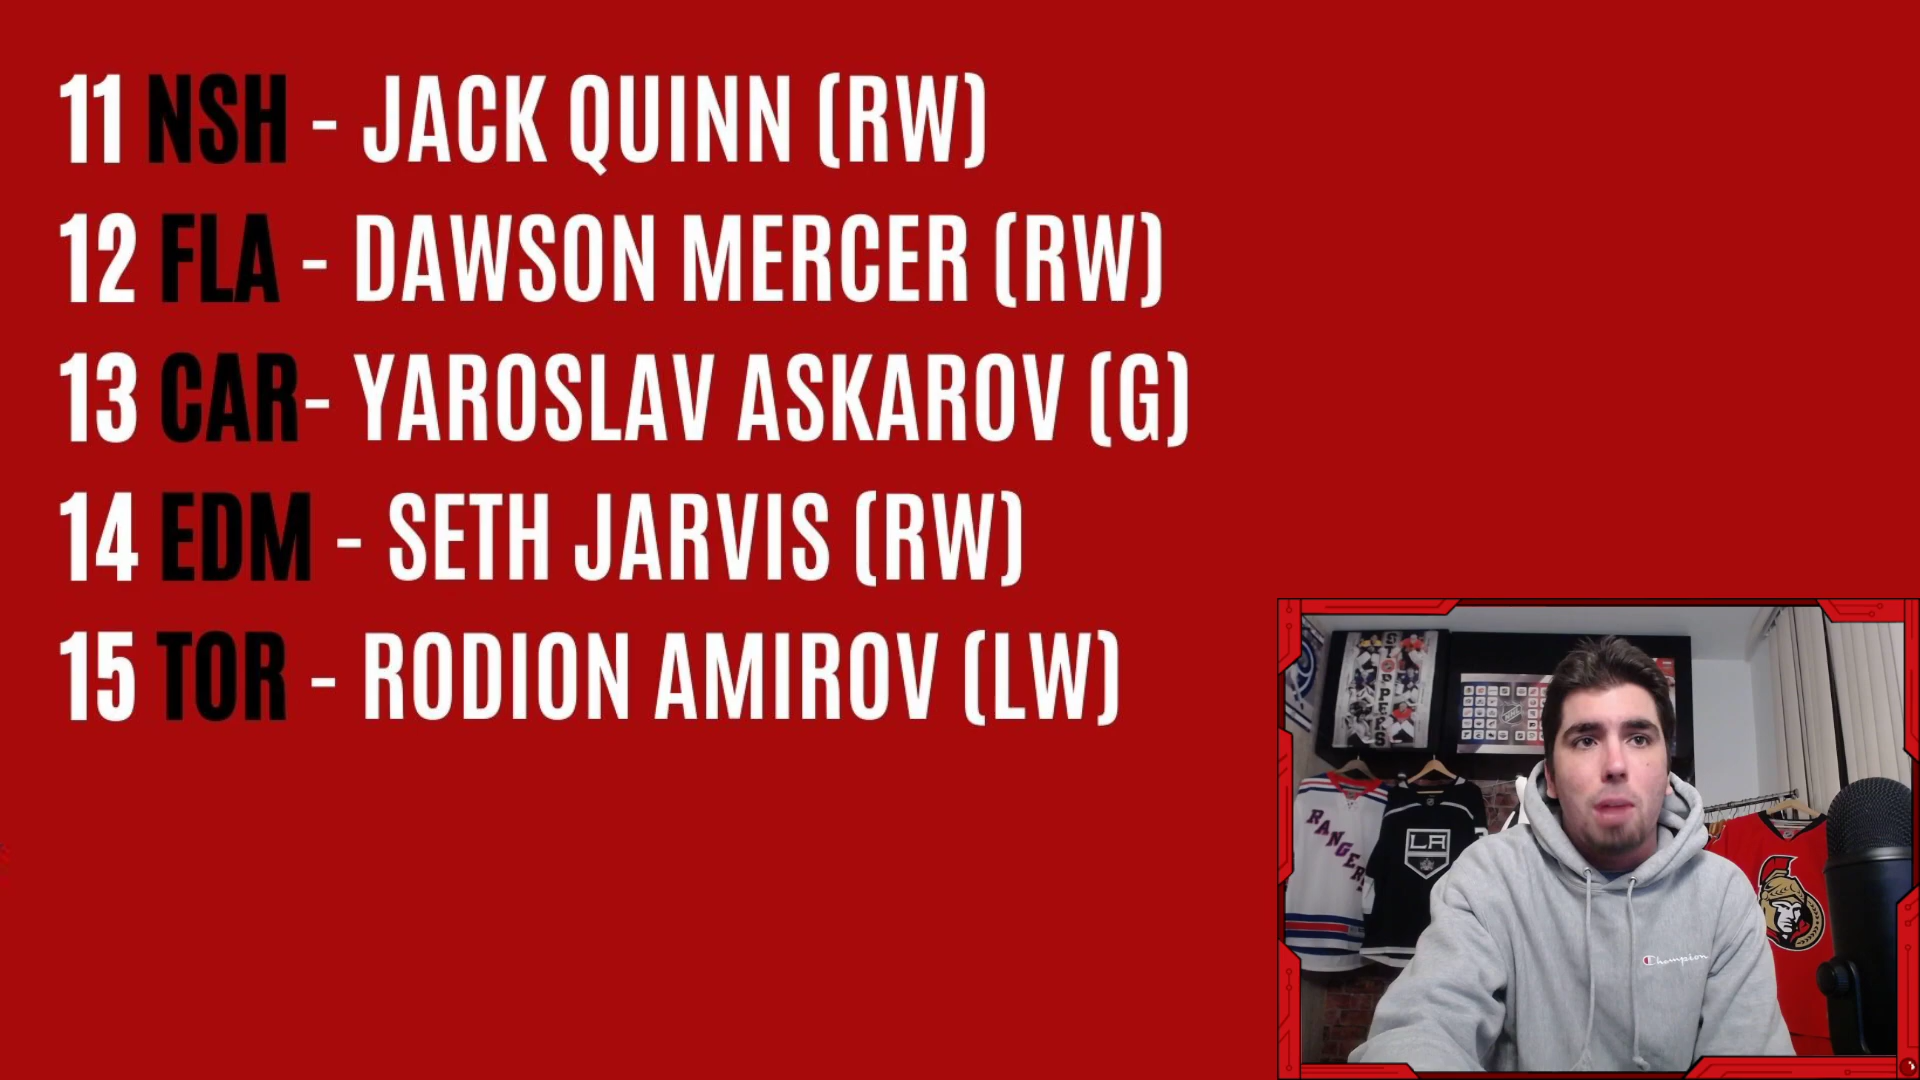 11 NSH - JACK QUINN (RW)
12 FLA - DAWSON MERCER (RW)
13 CAR- YAROSLAV ASKAROV (G)
14 EDM - SETH JARVIS (RW)
15 TOR - RODION AMIROV (LW)
RANGERS
LA
Champion